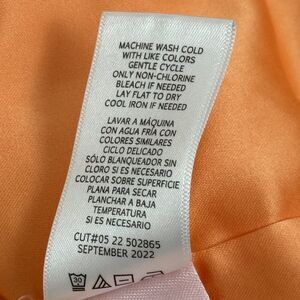 MACHINE WASH COLD
WITH LIKE COLORS
GENTLE CYCLE
ONLY NON-CHLORINE
BLEACH IF NEEDED
LAY FLAT TO DRY
COOL IRON IF NEEDED
LAVAR A MÁQUINA
CON AGUA FRÍA CON
COLORES SIMILARES
CICLO DELICADO
SÓLO BLANQUEADOR SIN
CLORO SI ES NECESARIO
COLOCAR SOBRE SUPERFICIE
PLANA PARA SECAR
PLANCHAR A BAJA
TEMPERATURA
SI ES NECESARIO
CUT#05 22 502865
SEPTEMBER 2022
30